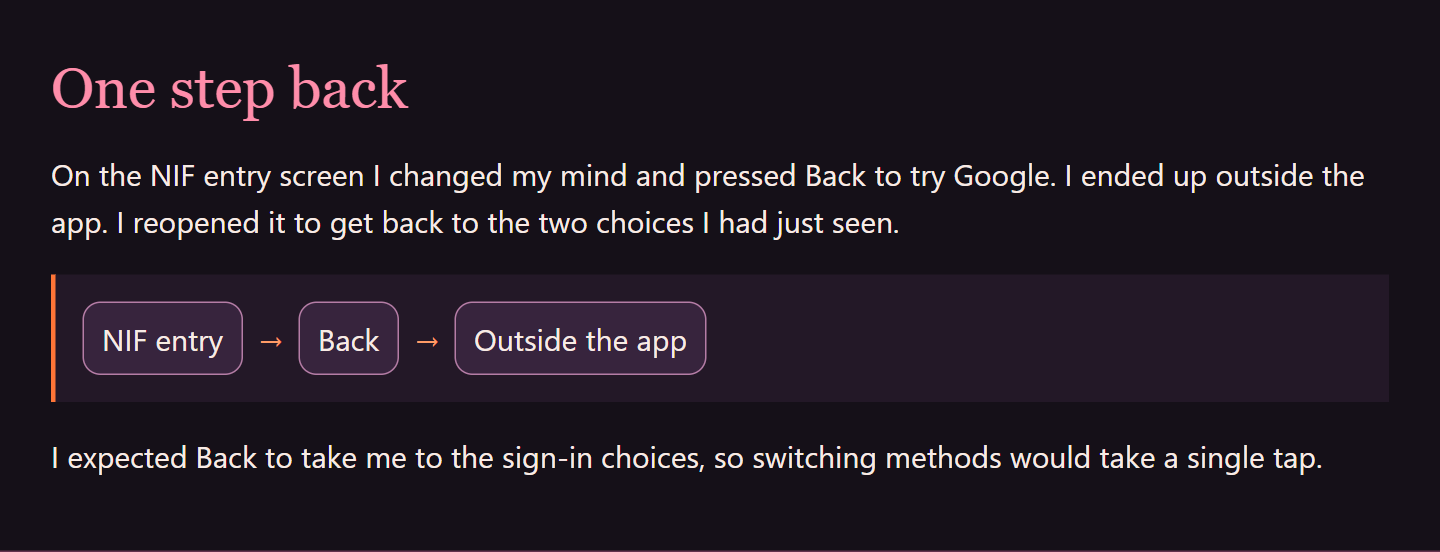 One step back
On the NIF entry screen I changed my mind and pressed Back to try Google. I ended up outside the
app. I reopened it to get back to the two choices I had just seen.
NIF entry → Back → Outside the app
I expected Back to take me to the sign-in choices, so switching methods would take a single tap.